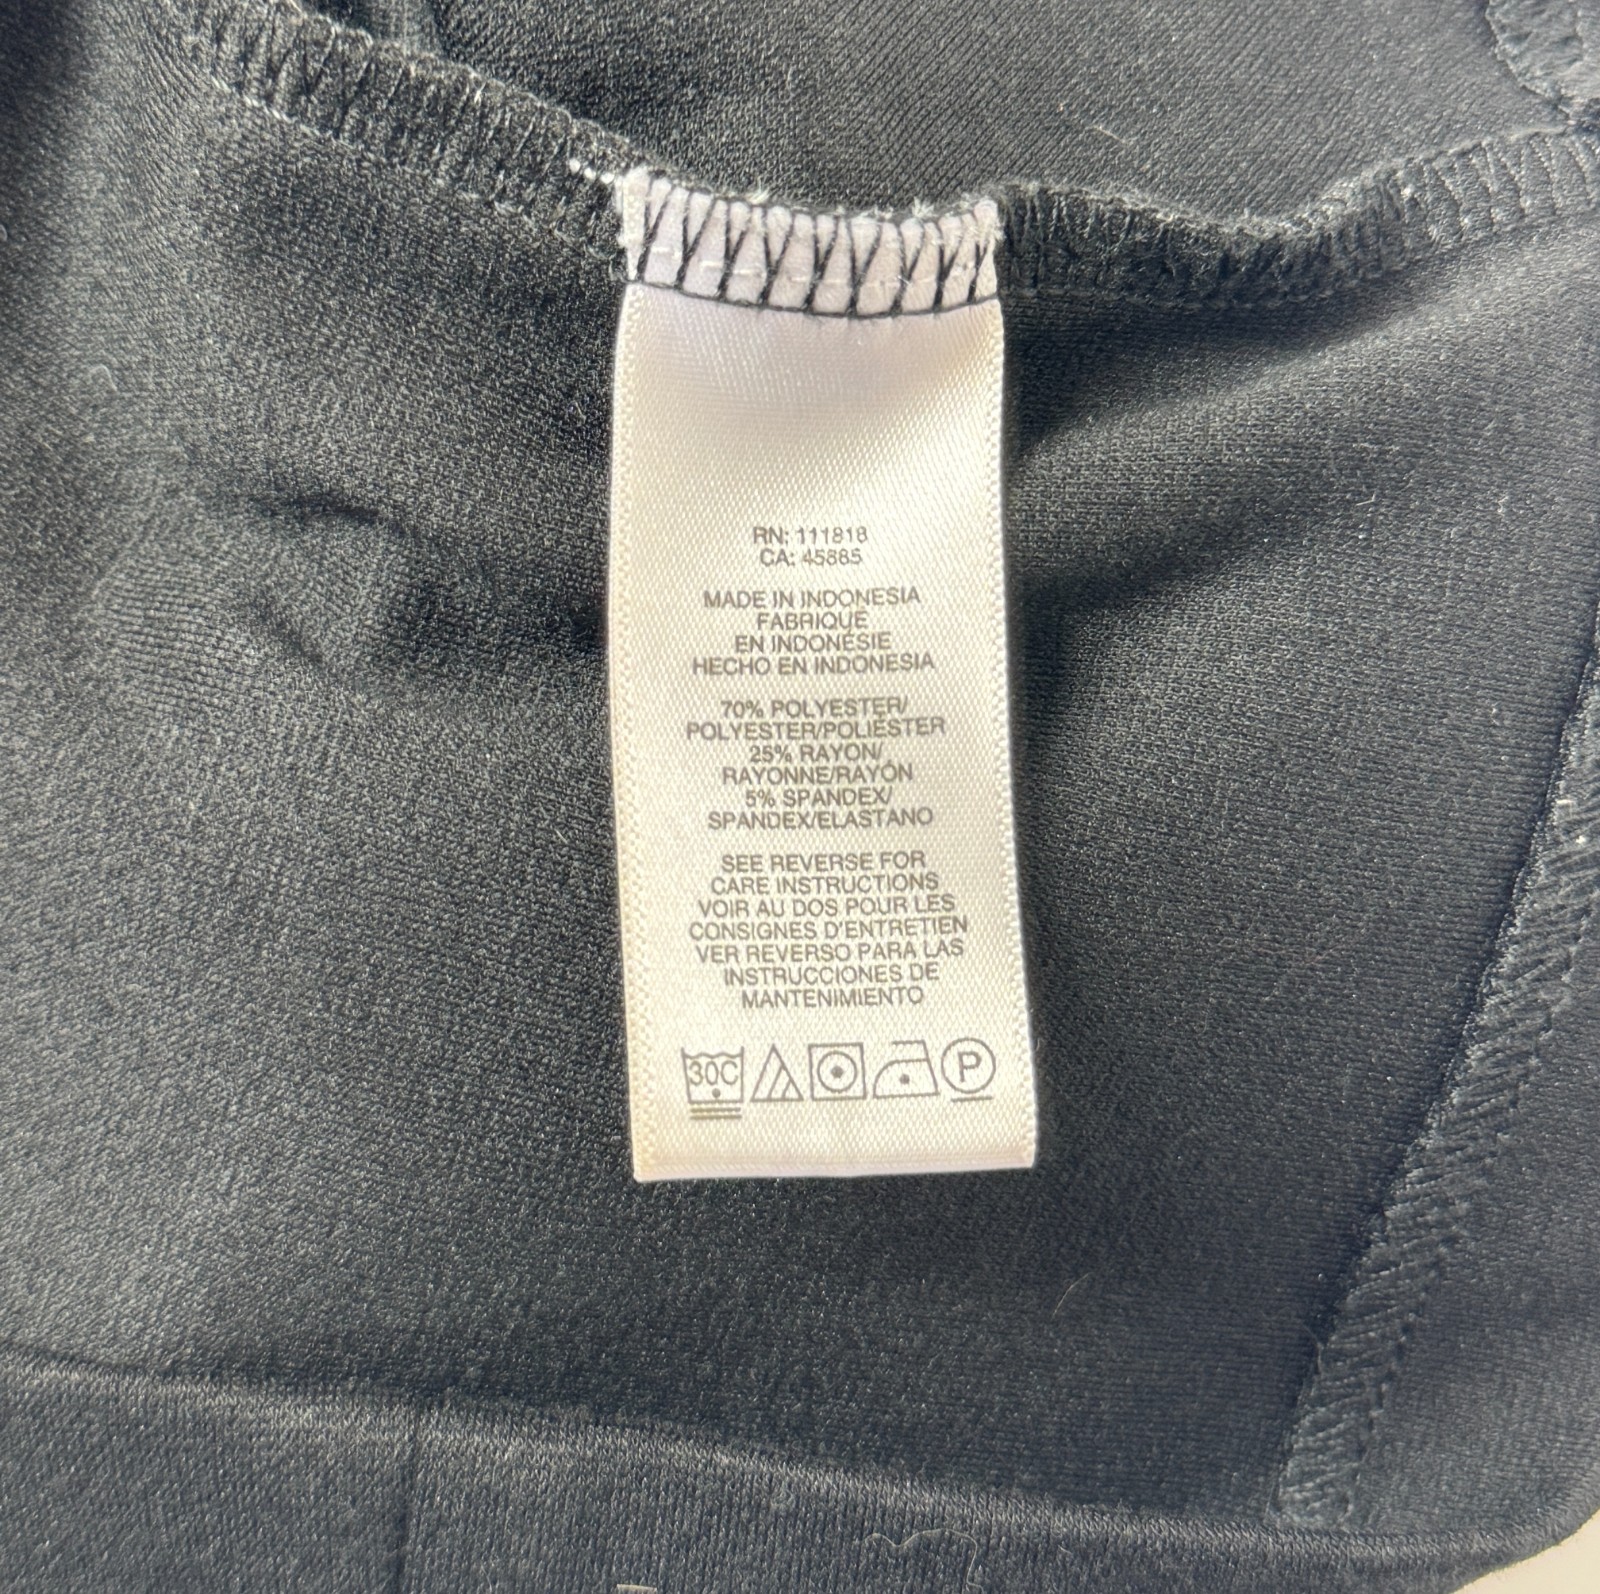 RN: 111818
CA: 45885
MADE IN INDONESIA
FABRIQUÉ
EN INDONÉSIE
HECHO EN INDONESIA
70% POLYESTER/
POLYESTER/POLIÉSTER
25% RAYON/
RAYONNE/RAYÓN
5% SPANDEX/
SPANDEX/ELASTANO
SEE REVERSE FOR
CARE INSTRUCTIONS
VOIR AU DOS POUR LES
CONSIGNES D'ENTRETIEN
VER REVERSO PARA LAS
INSTRUCCIONES DE
MANTENIMIENTO
30C P